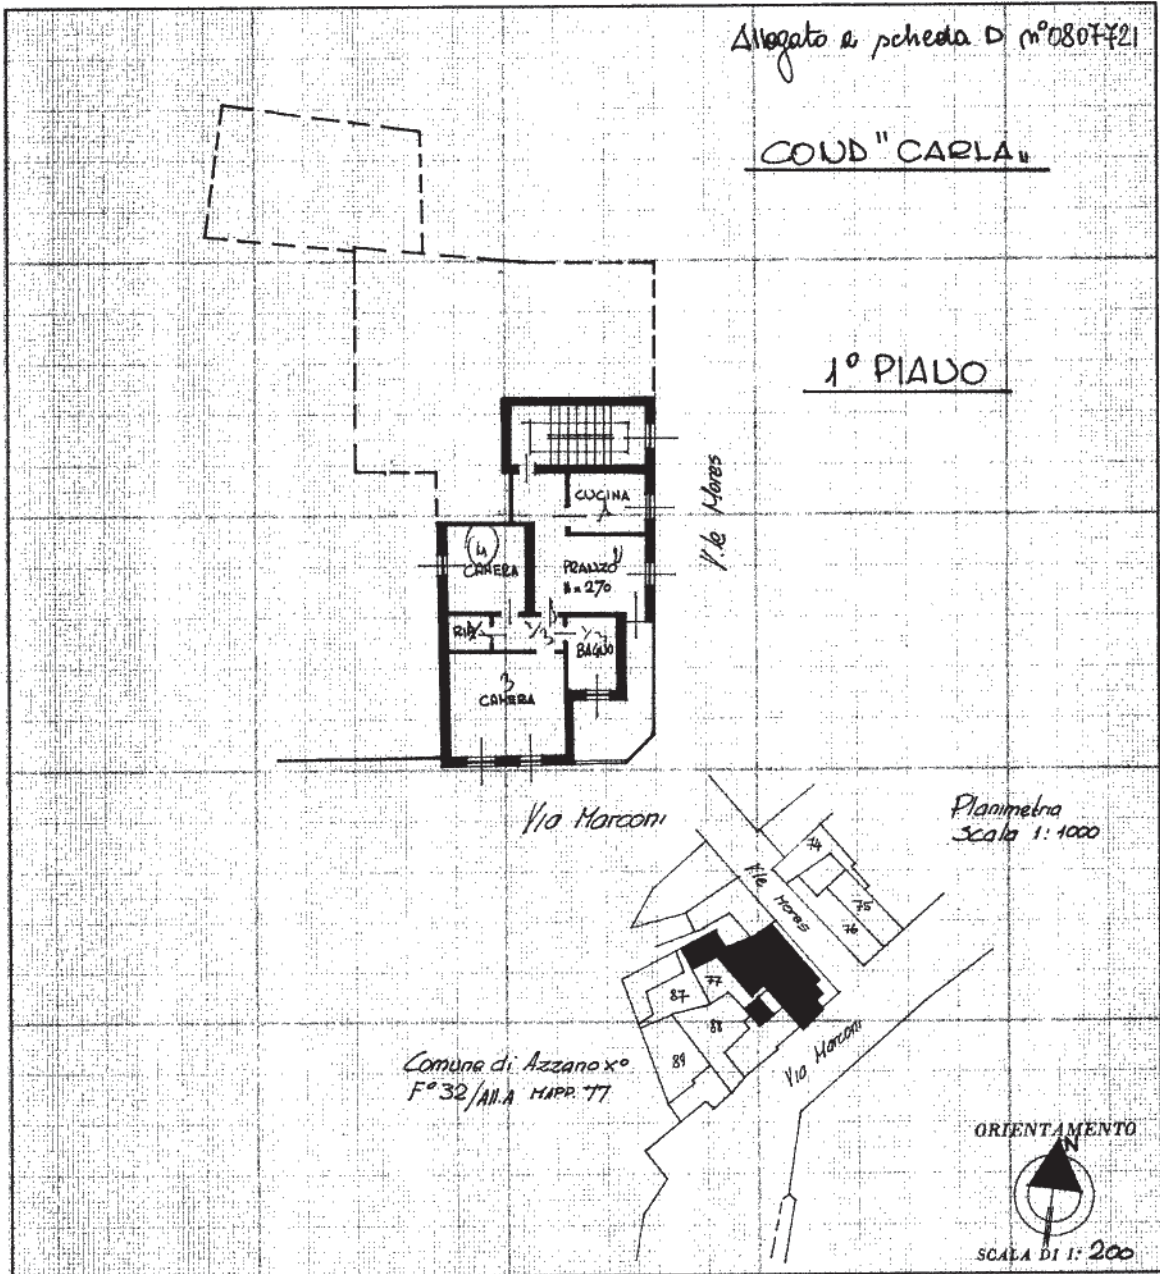 Allegato a scheda D n° 0807721
COND "CARLA"
1° PIANO
CUCINA
V.le Mores
CAMERA
PRANZO
H=270
RIP.
BAGNO
CAMERA
Via Marconi
Planimetria
Scala 1:1000
74
V.le Mores
75
76
77
87
88
89
Via Marconi
Comune di Azzano X°
F° 32/All.A MAPP. 77
ORIENTAMENTO
N
SCALA DI 1: 200